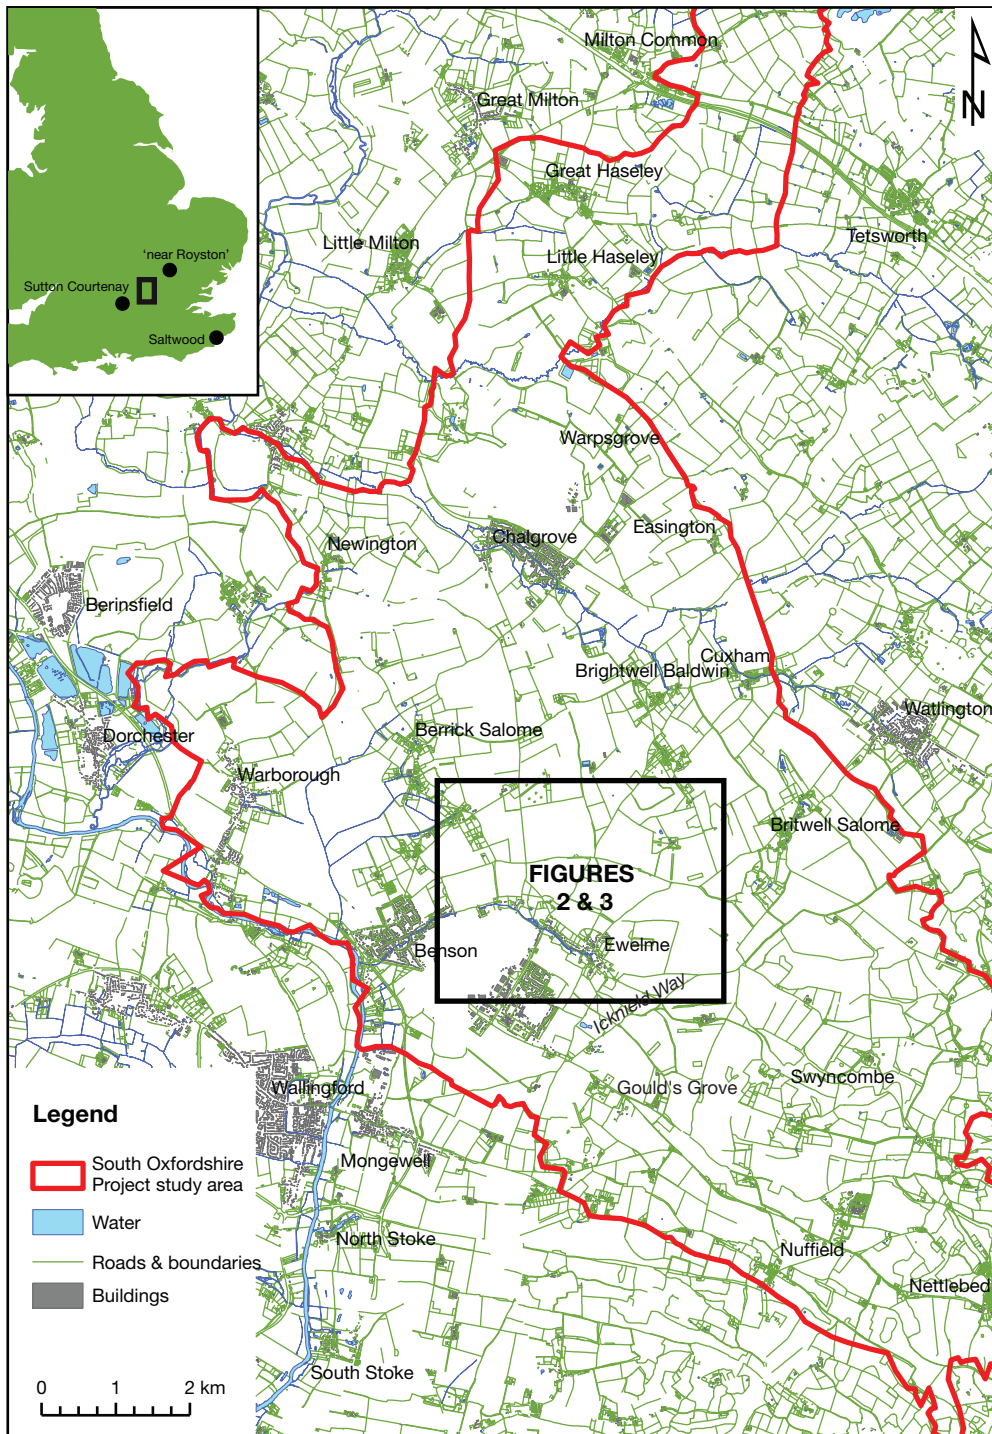 Milton Common
Great Milton
Great Haseley
Little Milton
Little Haseley
Tetsworth
'near Royston'
Sutton Courtenay
Saltwood
N
Warpsgrove
Easington
Chalgrove
Newington
Berinsfield
Cuxham
Brightwell Baldwin
Watlington
Berrick Salome
Dorchester
Warborough
Britwell Salome
FIGURES
2 & 3
Benson
Ewelme
Icknield Way
Gould's Grove
Swyncombe
Wallingford
Mongewell
North Stoke
Nuffield
Nettlebed
South Stoke
Legend
South Oxfordshire
Project study area
Water
Roads & boundaries
Buildings
0 1 2 km